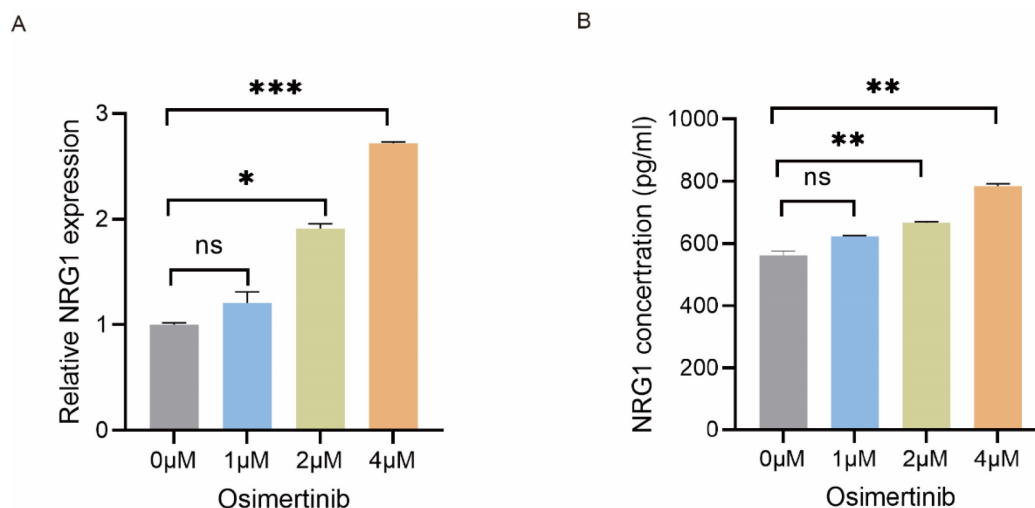 A
Relative NRG1 expression
3
2
1
0
***
*
ns
0μM 1μM 2μM 4μM
Osimertinib
B
NRG1 concertration (pg/ml)
1000
800
600
400
200
0
**
**
ns
0μM 1μM 2μM 4μM
Osimertinib